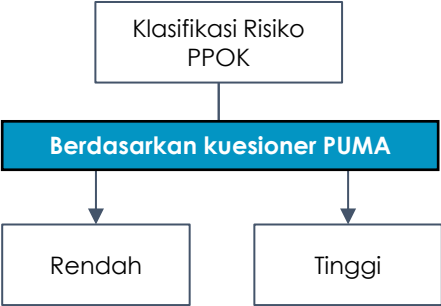 Klasifikasi Risiko
PPOK
Berdasarkan kuesioner PUMA
Rendah
Tinggi